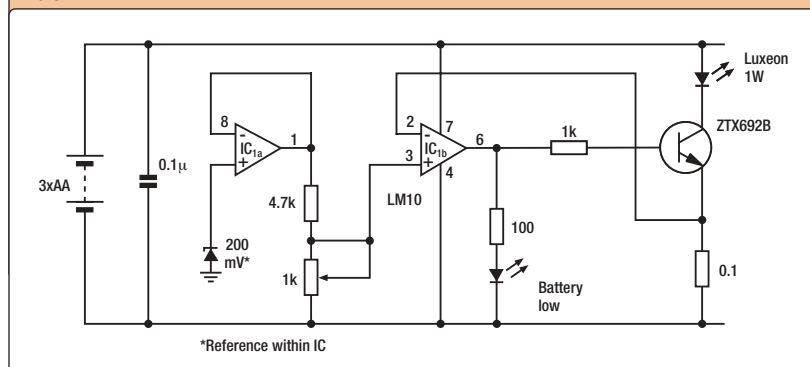 Luxeon
1W
ZTX692B
8
1
IC1a
2
3
7
6
4
IC1b
LM10
1k
3xAA
0.1µ
4.7k
200
mV*
1k
100
Battery
low
0.1
*Reference within IC